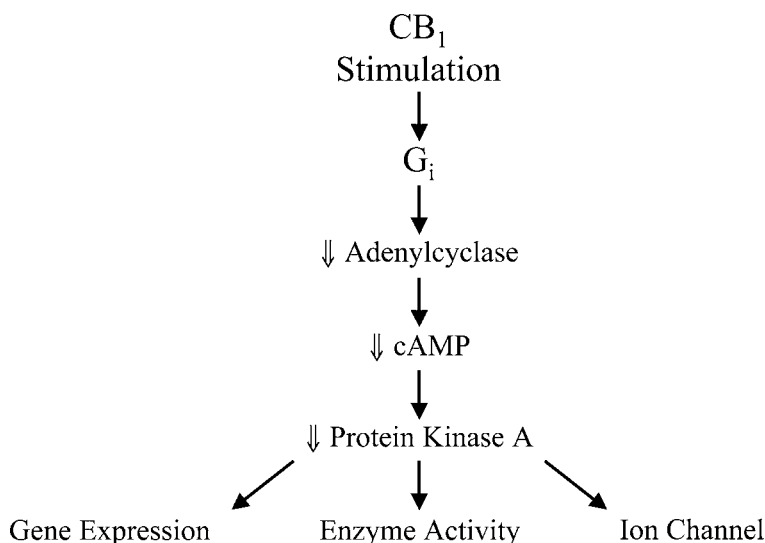 CB₁
Stimulation
Gᵢ
⇓ Adenylcyclase
⇓ cAMP
⇓ Protein Kinase A
Gene Expression Enzyme Activity Ion Channel